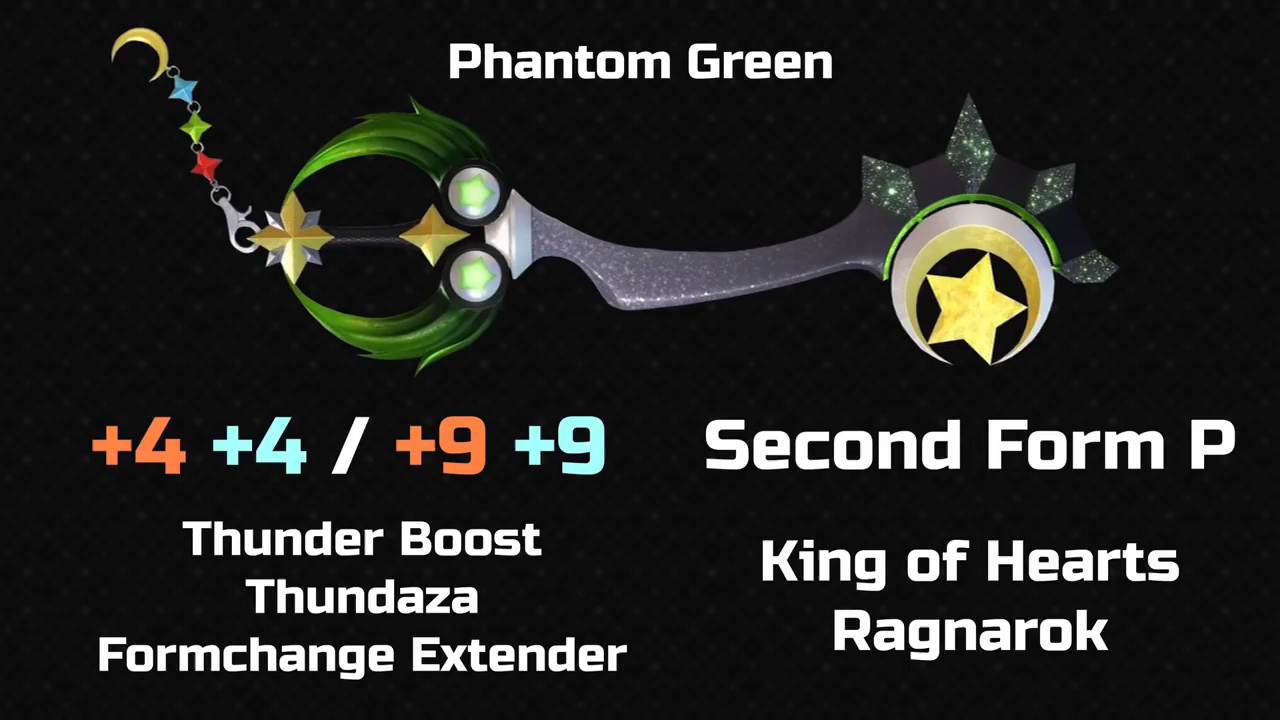 Phantom Green
+4 +4 / +9 +9
Thunder Boost
Thundaza
Formchange Extender
Second Form P
King of Hearts
Ragnarok